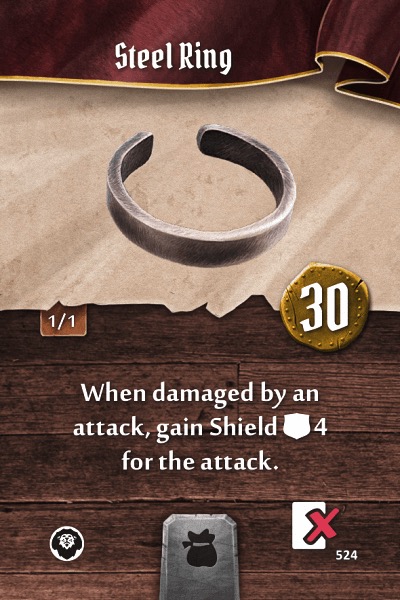 Steel Ring
1/1
30
When damaged by an
attack, gain Shield 4
for the attack.
524